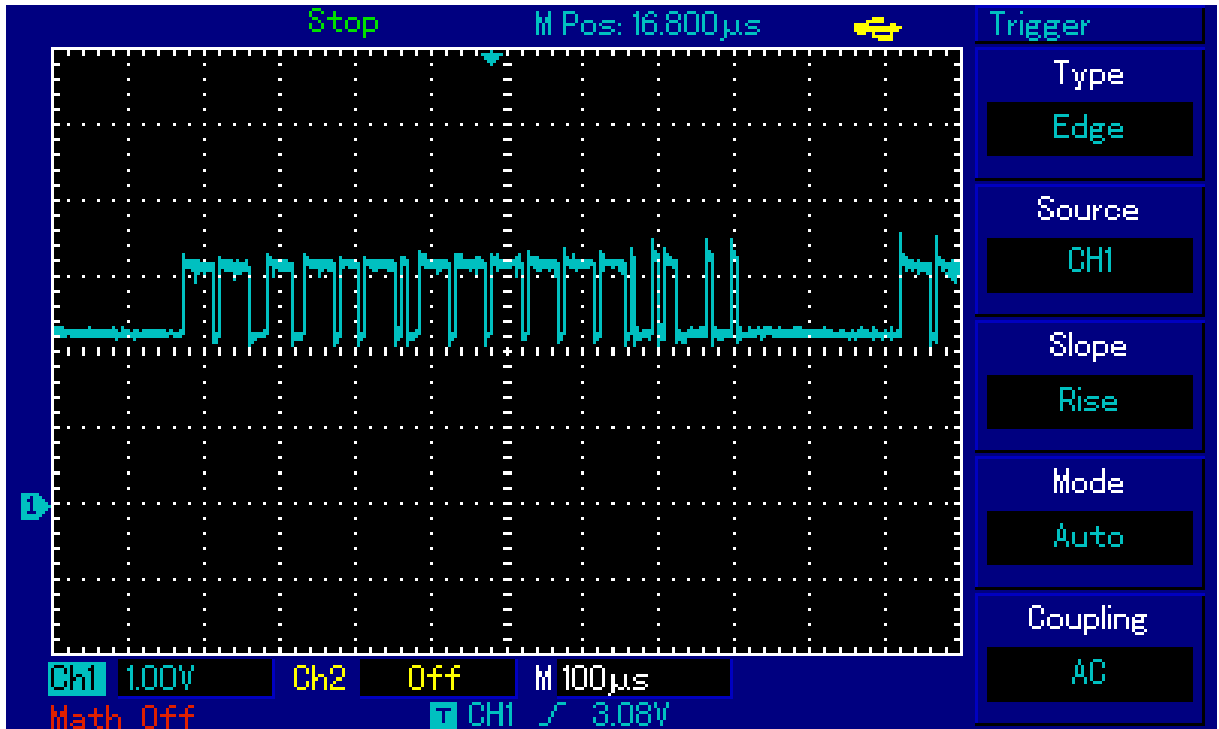 Stop M Pos: 16.800µs Trigger
Type
Edge
Source
CH1
Slope
Rise
Mode
Auto
Coupling
AC
1
Ch1 1.00V Ch2 Off M 100µs
Math Off T CH1 3.08V